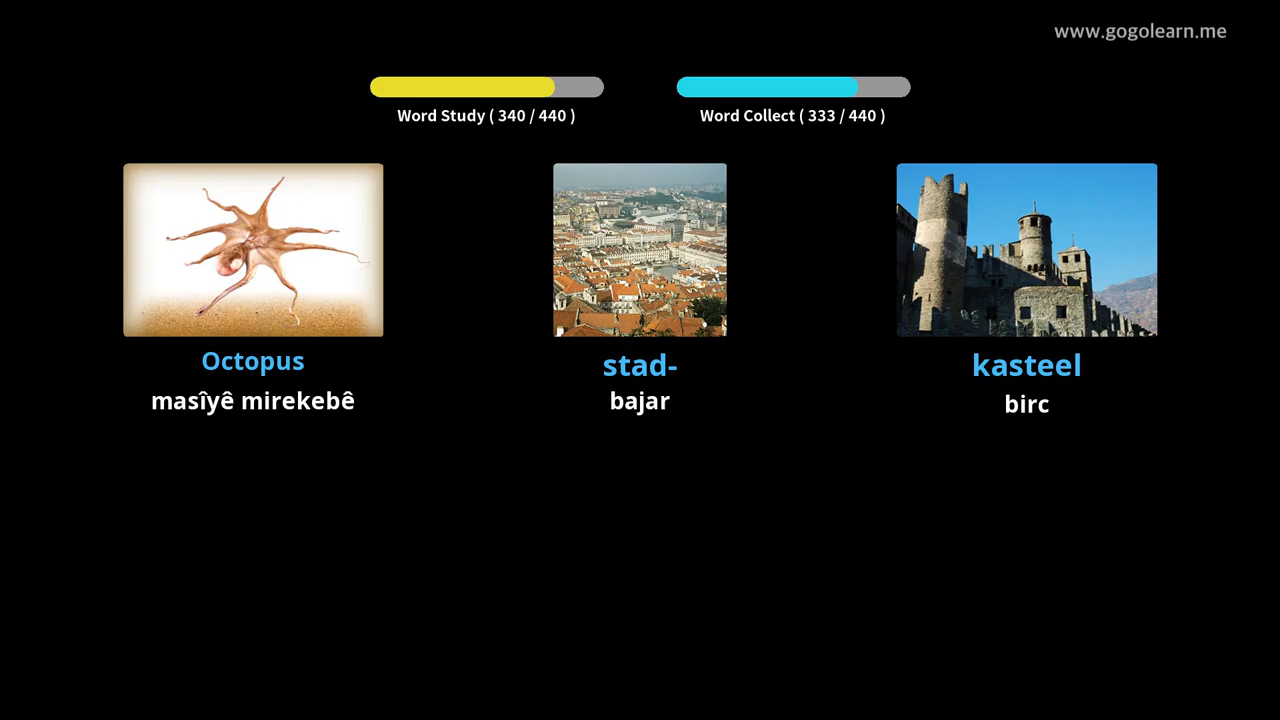 www.gogolearn.me
Word Study ( 340 / 440 )
Word Collect ( 333 / 440 )
Octopus
masîyê mirekebê
stad-
bajar
kasteel
birc